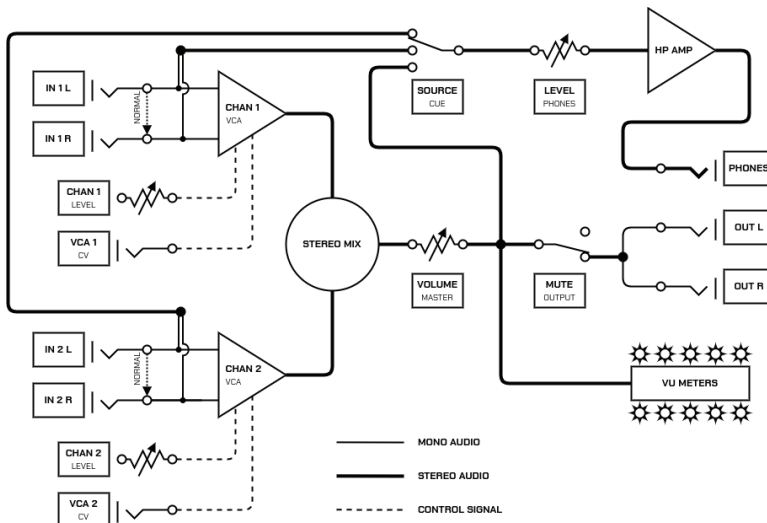 HP AMP
SOURCE
CUE
LEVEL
PHONES
IN 1 L
NORMAL
IN 1 R
CHAN 1
VCA
PHONES
CHAN 1
LEVEL
VCA 1
CV
STEREO MIX
OUT L
VOLUME
MASTER
MUTE
OUTPUT
OUT R
IN 2 L
NORMAL
IN 2 R
CHAN 2
VCA
VU METERS
CHAN 2
LEVEL
VCA 2
CV
MONO AUDIO
STEREO AUDIO
CONTROL SIGNAL